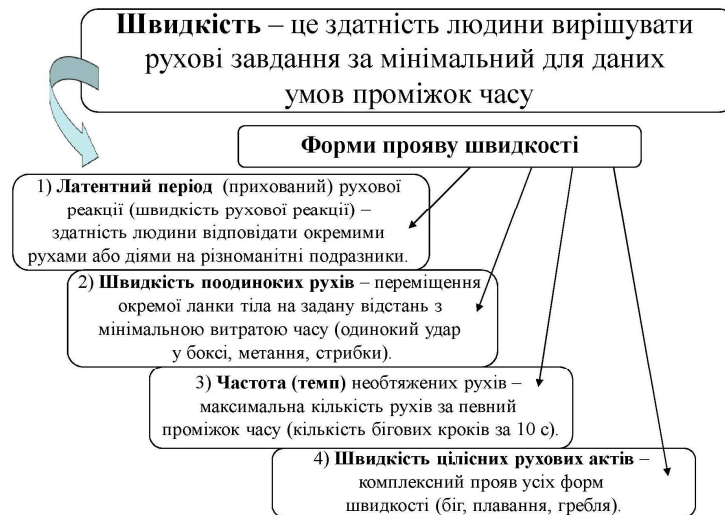 Швидкість – це здатність людини вирішувати
рухові завдання за мінімальний для даних
умов проміжок часу
Форми прояву швидкості
1) Латентний період (прихований) рухової
реакції (швидкість рухової реакції) –
здатність людини відповідати окремими
рухами або діями на різноманітні подразники.
2) Швидкість поодиноких рухів – переміщення
окремої ланки тіла на задану відстань з
мінімальною витратою часу (одинокий удар
у боксі, метання, стрибки).
3) Частота (темп) необтяжених рухів –
максимальна кількість рухів за певний
проміжок часу (кількість бігових кроків за 10 с).
4) Швидкість цілісних рухових актів –
комплексний прояв усіх форм
швидкості (біг, плавання, гребля).